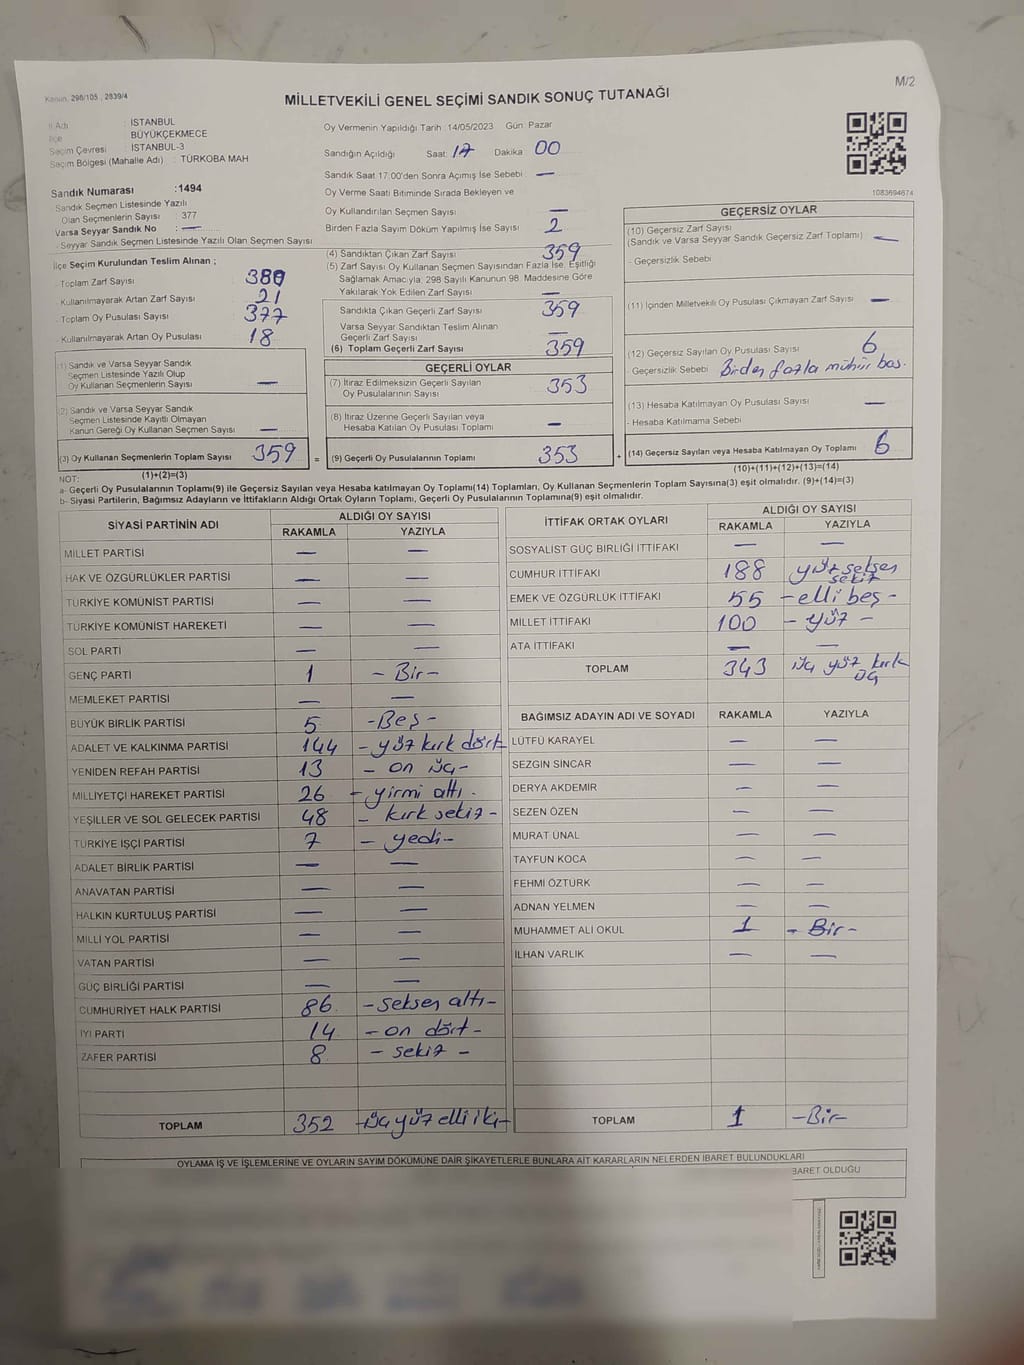 Kanun, 298/105 , 2839/4
M/2
MİLLETVEKİLİ GENEL SEÇİMİ SANDIK SONUÇ TUTANAĞI
İl Adı : İSTANBUL
İlçe : BÜYÜKÇEKMECE
Seçim Çevresi : İSTANBUL-3
Seçim Bölgesi (Mahalle Adı) : TÜRKOBA MAH
Sandık Numarası :1494
Sandık Seçmen Listesinde Yazılı
Olan Seçmenlerin Sayısı : 377
Varsa Seyyar Sandık No : —
- Seyyar Sandık Seçmen Listesinde Yazılı Olan Seçmen Sayısı
İlçe Seçim Kurulundan Teslim Alınan ;
- Toplam Zarf Sayısı 380
- Kullanılmayarak Artan Zarf Sayısı 21
- Toplam Oy Pusulası Sayısı 377
- Kullanılmayarak Artan Oy Pusulası 18
(1) Sandık ve Varsa Seyyar Sandık
Seçmen Listesinde Yazılı Olup
Oy Kullanan Seçmenlerin Sayısı —
(2) Sandık ve Varsa Seyyar Sandık
Seçmen Listesinde Kayıtlı Olmayan
Kanun Gereği Oy Kullanan Seçmen Sayısı —
(3) Oy Kullanan Seçmenlerin Toplam Sayısı 359
(1)+(2)=(3)
Oy Vermenin Yapıldığı Tarih :14/05/2023 Gün: Pazar
Sandığın Açıldığı Saat: 17 Dakika 00
Sandık Saat 17:00'den Sonra Açımış İse Sebebi —
Oy Verme Saati Bitiminde Sırada Bekleyen ve
Oy Kullandırılan Seçmen Sayısı —
Birden Fazla Sayım Döküm Yapılmış İse Sayısı 2
(4) Sandıktan Çıkan Zarf Sayısı 359
(5) Zarf Sayısı Oy Kullanan Seçmen Sayısından Fazla İse, Eşitliği
Sağlamak Amacıyla, 298 Sayılı Kanunun 98. Maddesine Göre
Yakılarak Yok Edilen Zarf Sayısı —
Sandıkta Çıkan Geçerli Zarf Sayısı 359
Varsa Seyyar Sandıktan Teslim Alınan
Geçerli Zarf Sayısı —
(6) Toplam Geçerli Zarf Sayısı 359
GEÇERLİ OYLAR
(7) İtiraz Edilmeksizin Geçerli Sayılan
Oy Pusulalarının Sayısı 353
(8) İtiraz Üzerine Geçerli Sayılan veya
Hesaba Katılan Oy Pusulası Toplamı —
= (9) Geçerli Oy Pusulalarının Toplamı 353
1083694674
GEÇERSİZ OYLAR
(10) Geçersiz Zarf Sayısı
(Sandık ve Varsa Seyyar Sandık Geçersiz Zarf Toplamı) —
- Geçersizlik Sebebi
(11) İçinden Milletvekili Oy Pusulası Çıkmayan Zarf Sayısı —
(12) Geçersiz Sayılan Oy Pusulası Sayısı 6
- Geçersizlik Sebebi Birden fazla mühür bas.
(13) Hesaba Katılmayan Oy Pusulası Sayısı —
- Hesaba Katılmama Sebebi
+ (14) Geçersiz Sayılan veya Hesaba Katılmayan Oy Toplamı 6
(10)+(11)+(12)+(13)=(14)
NOT:
a- Geçerli Oy Pusulalarının Toplamı(9) ile Geçersiz Sayılan veya Hesaba katılmayan Oy Toplamı(14) Toplamları, Oy Kullanan Seçmenlerin Toplam Sayısına(3) eşit olmalıdır. (9)+(14)=(3)
b- Siyasi Partilerin, Bağımsız Adayların ve İttifakların Aldığı Ortak Oyların Toplamı, Geçerli Oy Pusulalarının Toplamına(9) eşit olmalıdır.
SİYASİ PARTİNİN ADI ALDIĞI OY SAYISI
RAKAMLA YAZIYLA
MİLLET PARTİSİ — —
HAK VE ÖZGÜRLÜKLER PARTİSİ — —
TÜRKİYE KOMÜNİST PARTİSİ — —
TÜRKİYE KOMÜNİST HAREKETİ — —
SOL PARTİ — —
GENÇ PARTİ 1 - Bir -
MEMLEKET PARTİSİ — —
BÜYÜK BİRLİK PARTİSİ 5 - Beş -
ADALET VE KALKINMA PARTİSİ 144 - yüz kırk dört
YENİDEN REFAH PARTİSİ 13 - on üç -
MİLLİYETÇİ HAREKET PARTİSİ 26 - yirmi altı -
YEŞİLLER VE SOL GELECEK PARTİSİ 48 - kırk sekiz -
TÜRKİYE İŞÇİ PARTİSİ 7 - yedi -
ADALET BİRLİK PARTİSİ — —
ANAVATAN PARTİSİ — —
HALKIN KURTULUŞ PARTİSİ — —
MİLLİ YOL PARTİSİ — —
VATAN PARTİSİ — —
GÜÇ BİRLİĞİ PARTİSİ — —
CUMHURİYET HALK PARTİSİ 86 - seksen altı -
İYİ PARTİ 14 - on dört -
ZAFER PARTİSİ 8 - sekiz -
TOPLAM 352 - üç yüz elli iki -
İTTİFAK ORTAK OYLARI ALDIĞI OY SAYISI
RAKAMLA YAZIYLA
SOSYALİST GÜÇ BİRLİĞİ İTTİFAKI — —
CUMHUR İTTİFAKI 188 yüz seksen
sekiz
EMEK VE ÖZGÜRLÜK İTTİFAKI 55 - elli beş -
MİLLET İTTİFAKI 100 - yüz -
ATA İTTİFAKI — —
TOPLAM 343 üç yüz kırk
üç
BAĞIMSIZ ADAYIN ADI VE SOYADI RAKAMLA YAZIYLA
LÜTFÜ KARAYEL — —
SEZGİN SİNCAR — —
DERYA AKDEMİR — —
SEZEN ÖZEN — —
MURAT ÜNAL — —
TAYFUN KOCA — —
FEHMİ ÖZTÜRK — —
ADNAN YELMEN — —
MUHAMMET ALİ OKUL 1 - Bir -
İLHAN VARLIK — —
TOPLAM 1 - Bir -
OYLAMA İŞ VE İŞLEMLERİNE VE OYLARIN SAYIM DÖKÜMÜNE DAİR ŞİKAYETLERLE BUNLARA AİT KARARLARIN NELERDEN İBARET BULUNDUKLARI
İBARET OLDUĞU